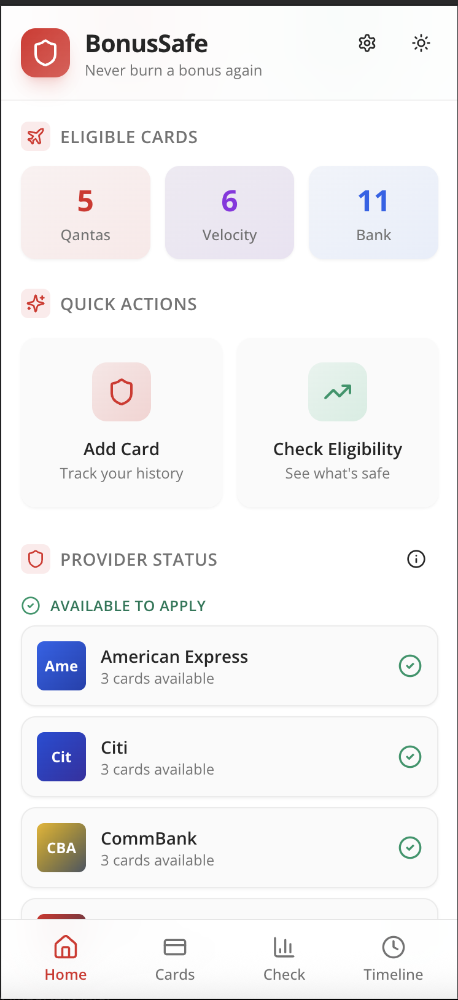 BonusSafe
Never burn a bonus again
ELIGIBLE CARDS
5
Qantas
6
Velocity
11
Bank
QUICK ACTIONS
Add Card
Track your history
Check Eligibility
See what's safe
PROVIDER STATUS
AVAILABLE TO APPLY
Ame
American Express
3 cards available
Cit
Citi
3 cards available
CBA
CommBank
3 cards available
Home
Cards
Check
Timeline